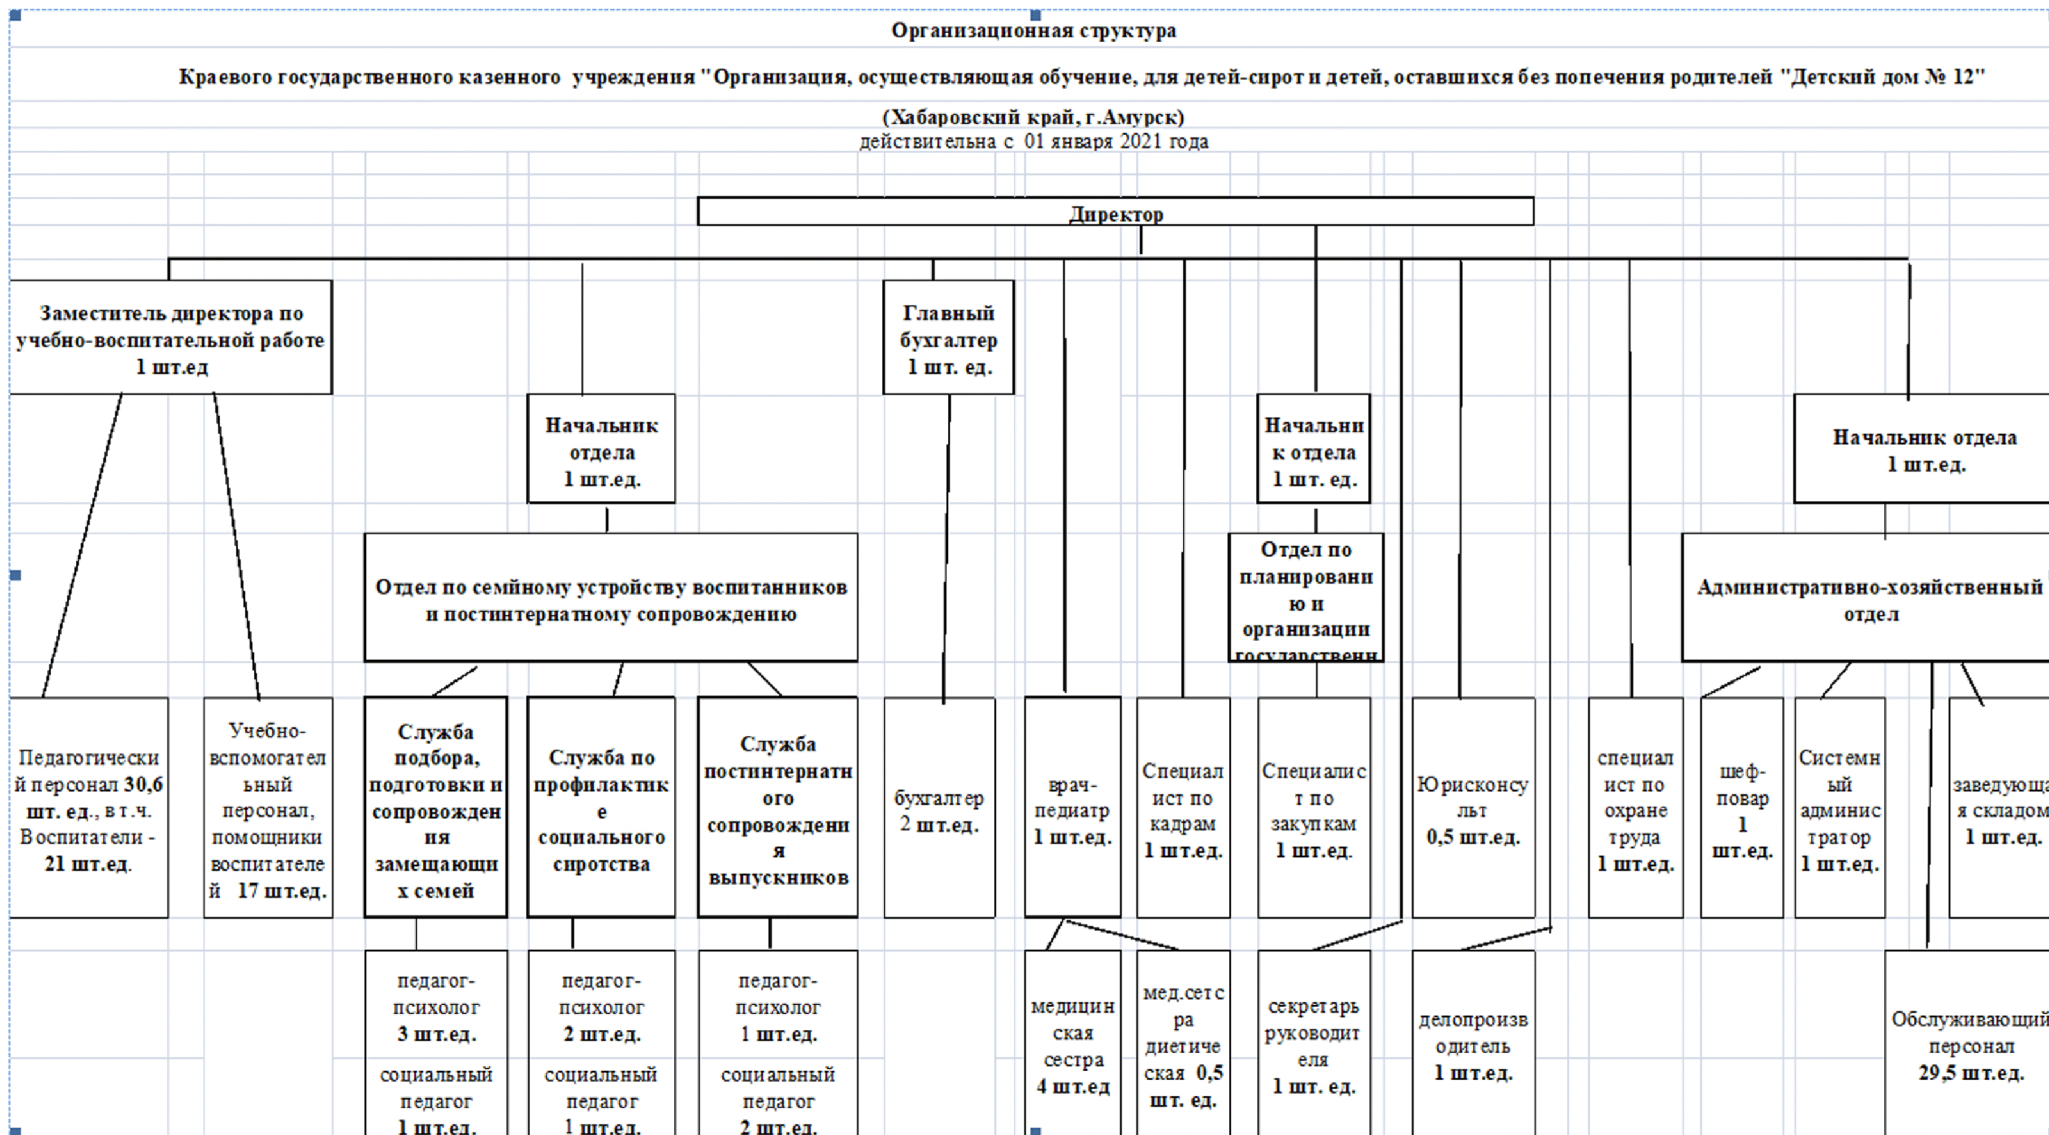 Организационная структура
Краевого государственного казенного учреждения "Организация, осуществляющая обучение, для детей-сирот и детей, оставшихся без попечения родителей "Детский дом № 12"
(Хабаровский край, г.Амурск)
действительна с 01 января 2021 года
Директор
Заместитель директора по
учебно-воспитательной работе
1 шт.ед
Главный
бухгалтер
1 шт. ед.
Начальник
отдела
1 шт.ед.
Начальни
к отдела
1 шт. ед.
Начальник отдела
1 шт.ед.
Отдел по семйному устройству воспитанников
и постинтернатному сопровождению
Отдел по
планировани
ю и
организации
государственн
Административно-хозяйственный
отдел
Педагогически
й персонал 30,6
шт. ед., в т.ч.
Воспитатели -
21 шт.ед.
Учебно-
вспомогател
ьный
персонал,
помощники
воспитателе
й 17 шт.ед.
Служба
подбора,
подготовки и
сопровожден
ия
замещающи
х семей
Служба по
профилактик
е
социального
сиротства
Служба
постинтернатн
ого
сопровождени
я
выпускников
бухгалтер
2 шт.ед.
врач-
педиатр
1 шт.ед.
Специал
ист по
кадрам
1 шт.ед.
Специалис
т по
закупкам
1 шт.ед.
Юрисконсу
льт
0,5 шт.ед.
специал
ист по
охране
труда
1 шт.ед.
шеф-
повар
1
шт.ед.
Системн
ый
админис
тратор
1 шт.ед.
заведующа
я складом
1 шт.ед.
педагог-
психолог
3 шт.ед.
социальный
педагог
1 шт.ед.
педагог-
психолог
2 шт.ед.
социальный
педагог
1 шт.ед.
педагог-
психолог
1 шт.ед.
социальный
педагог
2 шт.ед.
медицин
ская
сестра
4 шт.ед
мед.сетс
ра
диетиче
ская 0,5
шт. ед.
секретарь
руководит
еля
1 шт. ед.
делопроизв
одитель
1 шт.ед.
Обслуживающий
персонал
29,5 шт.ед.